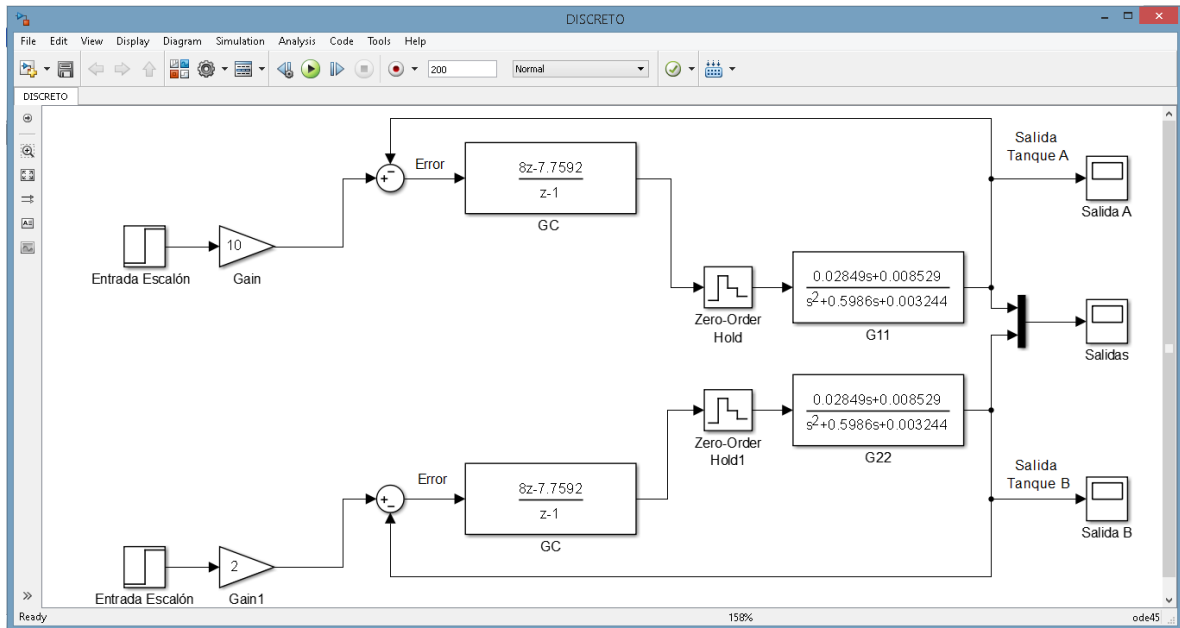 DISCRETO
File Edit View Display Diagram Simulation Analysis Code Tools Help
200
Normal
DISCRETO
Salida
Tanque A
Error
8z-7.7592
z-1
GC
Salida A
10
Entrada Escalón
Gain
0.02849s+0.008529
s²+0.5986s+0.003244
G11
Zero-Order
Hold
Salidas
0.02849s+0.008529
s²+0.5986s+0.003244
G22
Zero-Order
Hold1
Salida
Tanque B
Error
8z-7.7592
z-1
GC
Salida B
2
Entrada Escalón
Gain1
Ready
158%
ode45